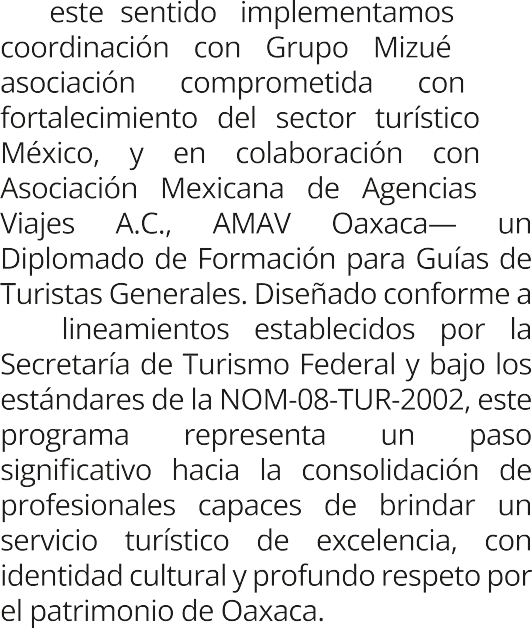 este sentido implementamos
coordinación con Grupo Mizué
asociación comprometida con
fortalecimiento del sector turístico
México, y en colaboración con
Asociación Mexicana de Agencias
Viajes A.C., AMAV Oaxaca— un
Diplomado de Formación para Guías de
Turistas Generales. Diseñado conforme a
lineamientos establecidos por la
Secretaría de Turismo Federal y bajo los
estándares de la NOM-08-TUR-2002, este
programa representa un paso
significativo hacia la consolidación de
profesionales capaces de brindar un
servicio turístico de excelencia, con
identidad cultural y profundo respeto por
el patrimonio de Oaxaca.